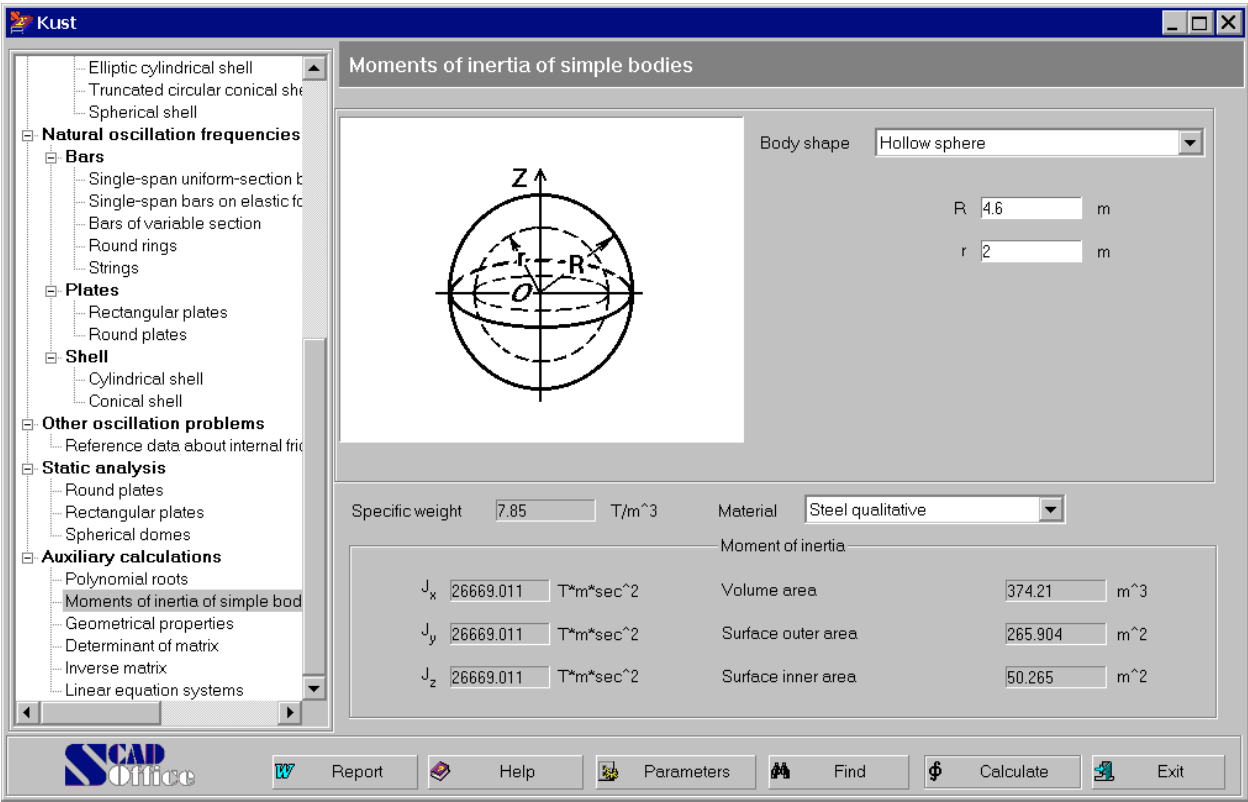 Kust
Elliptic cylindrical shell
Truncated circular conical she
Spherical shell
Natural oscillation frequencies
Bars
Single-span uniform-section b
Single-span bars on elastic fo
Bars of variable section
Round rings
Strings
Plates
Rectangular plates
Round plates
Shell
Cylindrical shell
Conical shell
Other oscillation problems
Reference data about internal fric
Static analysis
Round plates
Rectangular plates
Spherical domes
Auxiliary calculations
Polynomial roots
Moments of inertia of simple bod
Geometrical properties
Determinant of matrix
Inverse matrix
Linear equation systems
Moments of inertia of simple bodies
Z
r
R
O
Body shape Hollow sphere
R 4.6 m
r 2 m
Specific weight 7.85 T/m^3 Material Steel qualitative
Moment of inertia
Jx 26669.011 T*m*sec^2 Volume area 374.21 m^3
Jy 26669.011 T*m*sec^2 Surface outer area 265.904 m^2
Jz 26669.011 T*m*sec^2 Surface inner area 50.265 m^2
SCAD
Office
W Report Help Parameters Find Calculate Exit